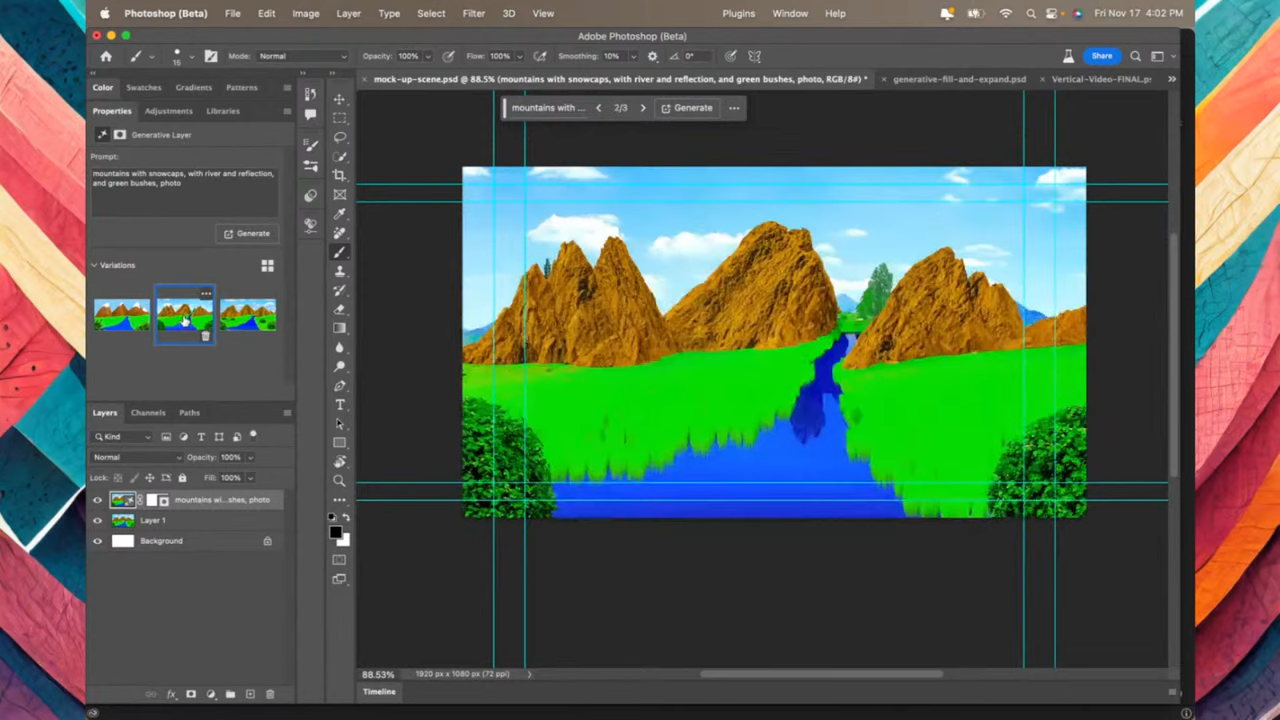 Photoshop (Beta) File Edit Image Layer Type Select Filter 3D View Plugins Window Help Fri Nov 17 4:02 PM
Adobe Photoshop (Beta)
15 Mode: Normal Opacity: 100% Flow: 100% Smoothing: 10% 0° Share
Color Swatches Gradients Patterns
mock-up-scene.psd @ 88.5% (mountains with snowcaps, with river and reflection, and green bushes, photo, RGB/8#) *
generative-fill-and-expand.psd
Vertical-Video-FINAL.ps
Properties Adjustments Libraries
mountains with ... 2/3 Generate
Generative Layer
Prompt:
mountains with snowcaps, with river and reflection,
and green bushes, photo
Generate
Variations
Layers Channels Paths
Kind
Normal Opacity: 100%
Lock: Fill: 100%
mountains wi...shes, photo
Layer 1
Background
88.53% 1920 px x 1080 px (72 ppi)
Timeline